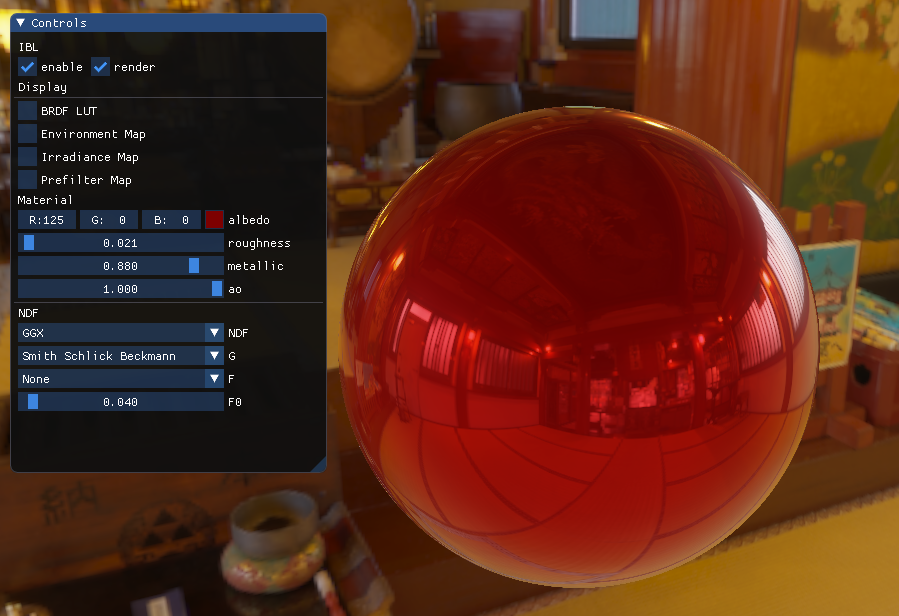 Controls
IBL
enable render
Display
BRDF LUT
Environment Map
Irradiance Map
Prefilter Map
Material
R:125 G: 0 B: 0 albedo
0.021 roughness
0.880 metallic
1.000 ao
NDF
GGX NDF
Smith Schlick Beckmann G
None F
0.040 F0
納